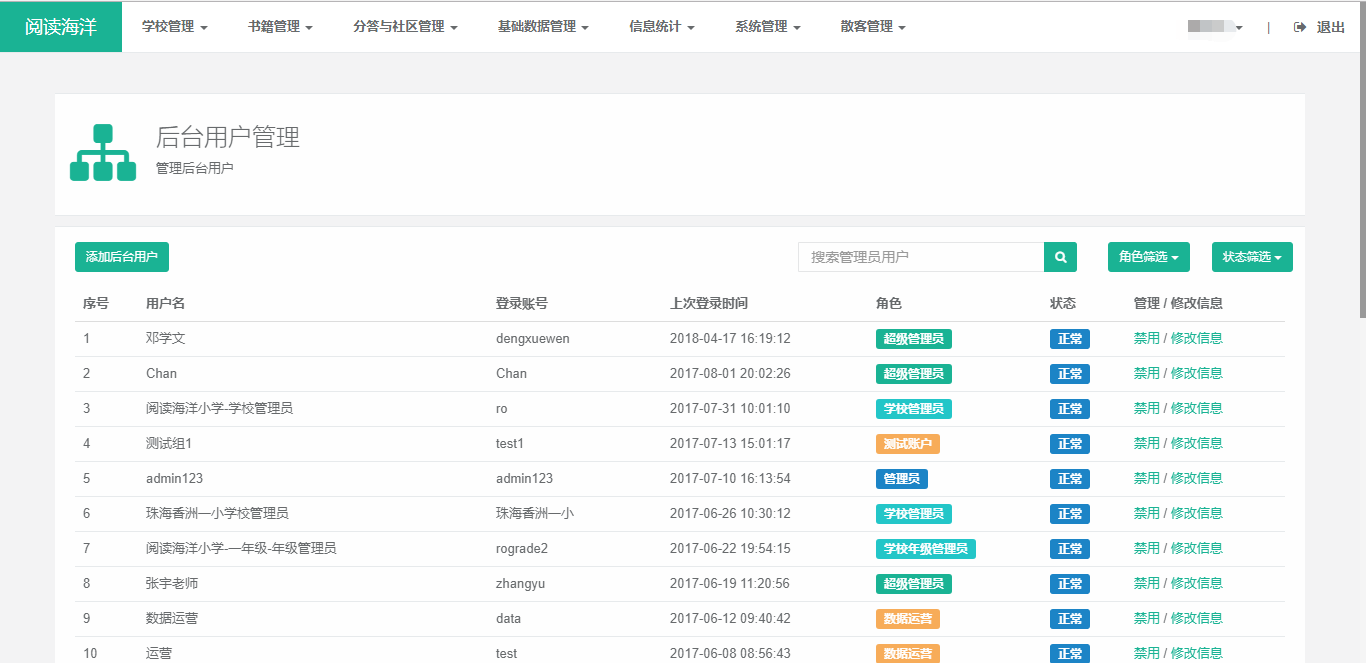 阅读海洋 学校管理 书籍管理 分答与社区管理 基础数据管理 信息统计 系统管理 散客管理 | 退出
后台用户管理
管理后台用户
添加后台用户 搜索管理员用户 角色筛选 状态筛选
序号 用户名 登录账号 上次登录时间 角色 状态 管理 / 修改信息
1 邓学文 dengxuewen 2018-04-17 16:19:12 超级管理员 正常 禁用 / 修改信息
2 Chan Chan 2017-08-01 20:02:26 超级管理员 正常 禁用 / 修改信息
3 阅读海洋小学-学校管理员 ro 2017-07-31 10:01:10 学校管理员 正常 禁用 / 修改信息
4 测试组1 test1 2017-07-13 15:01:17 测试账户 正常 禁用 / 修改信息
5 admin123 admin123 2017-07-10 16:13:54 管理员 正常 禁用 / 修改信息
6 珠海香洲一小学校管理员 珠海香洲一小 2017-06-26 10:30:12 学校管理员 正常 禁用 / 修改信息
7 阅读海洋小学-一年级-年级管理员 rograde2 2017-06-22 19:54:15 学校年级管理员 正常 禁用 / 修改信息
8 张宇老师 zhangyu 2017-06-19 11:20:56 超级管理员 正常 禁用 / 修改信息
9 数据运营 data 2017-06-12 09:40:42 数据运营 正常 禁用 / 修改信息
10 运营 test 2017-06-08 08:56:43 数据运营 正常 禁用 / 修改信息